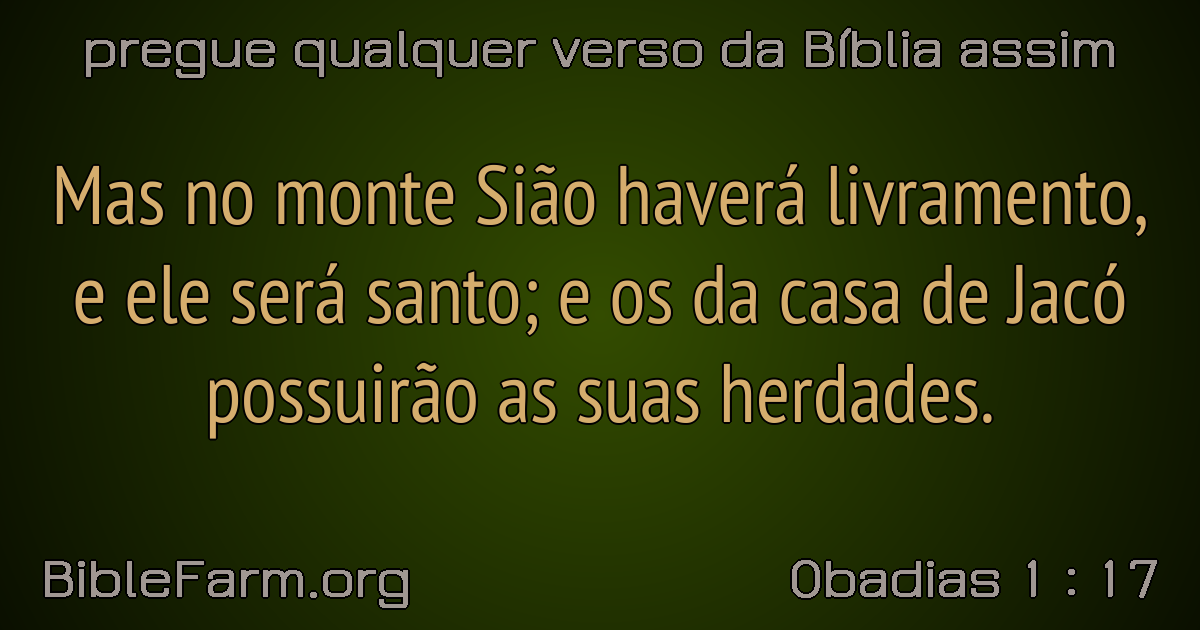 pregue qualquer verso da Bíblia assim
Mas no monte Sião haverá livramento,
e ele será santo; e os da casa de Jacó
possuirão as suas herdades.
BibleFarm.org
Obadias 1 : 17